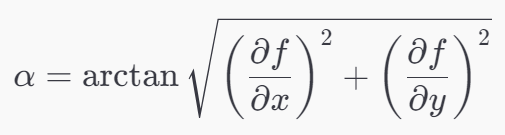 α = arctan √((∂f/∂x)² + (∂f/∂y)²)